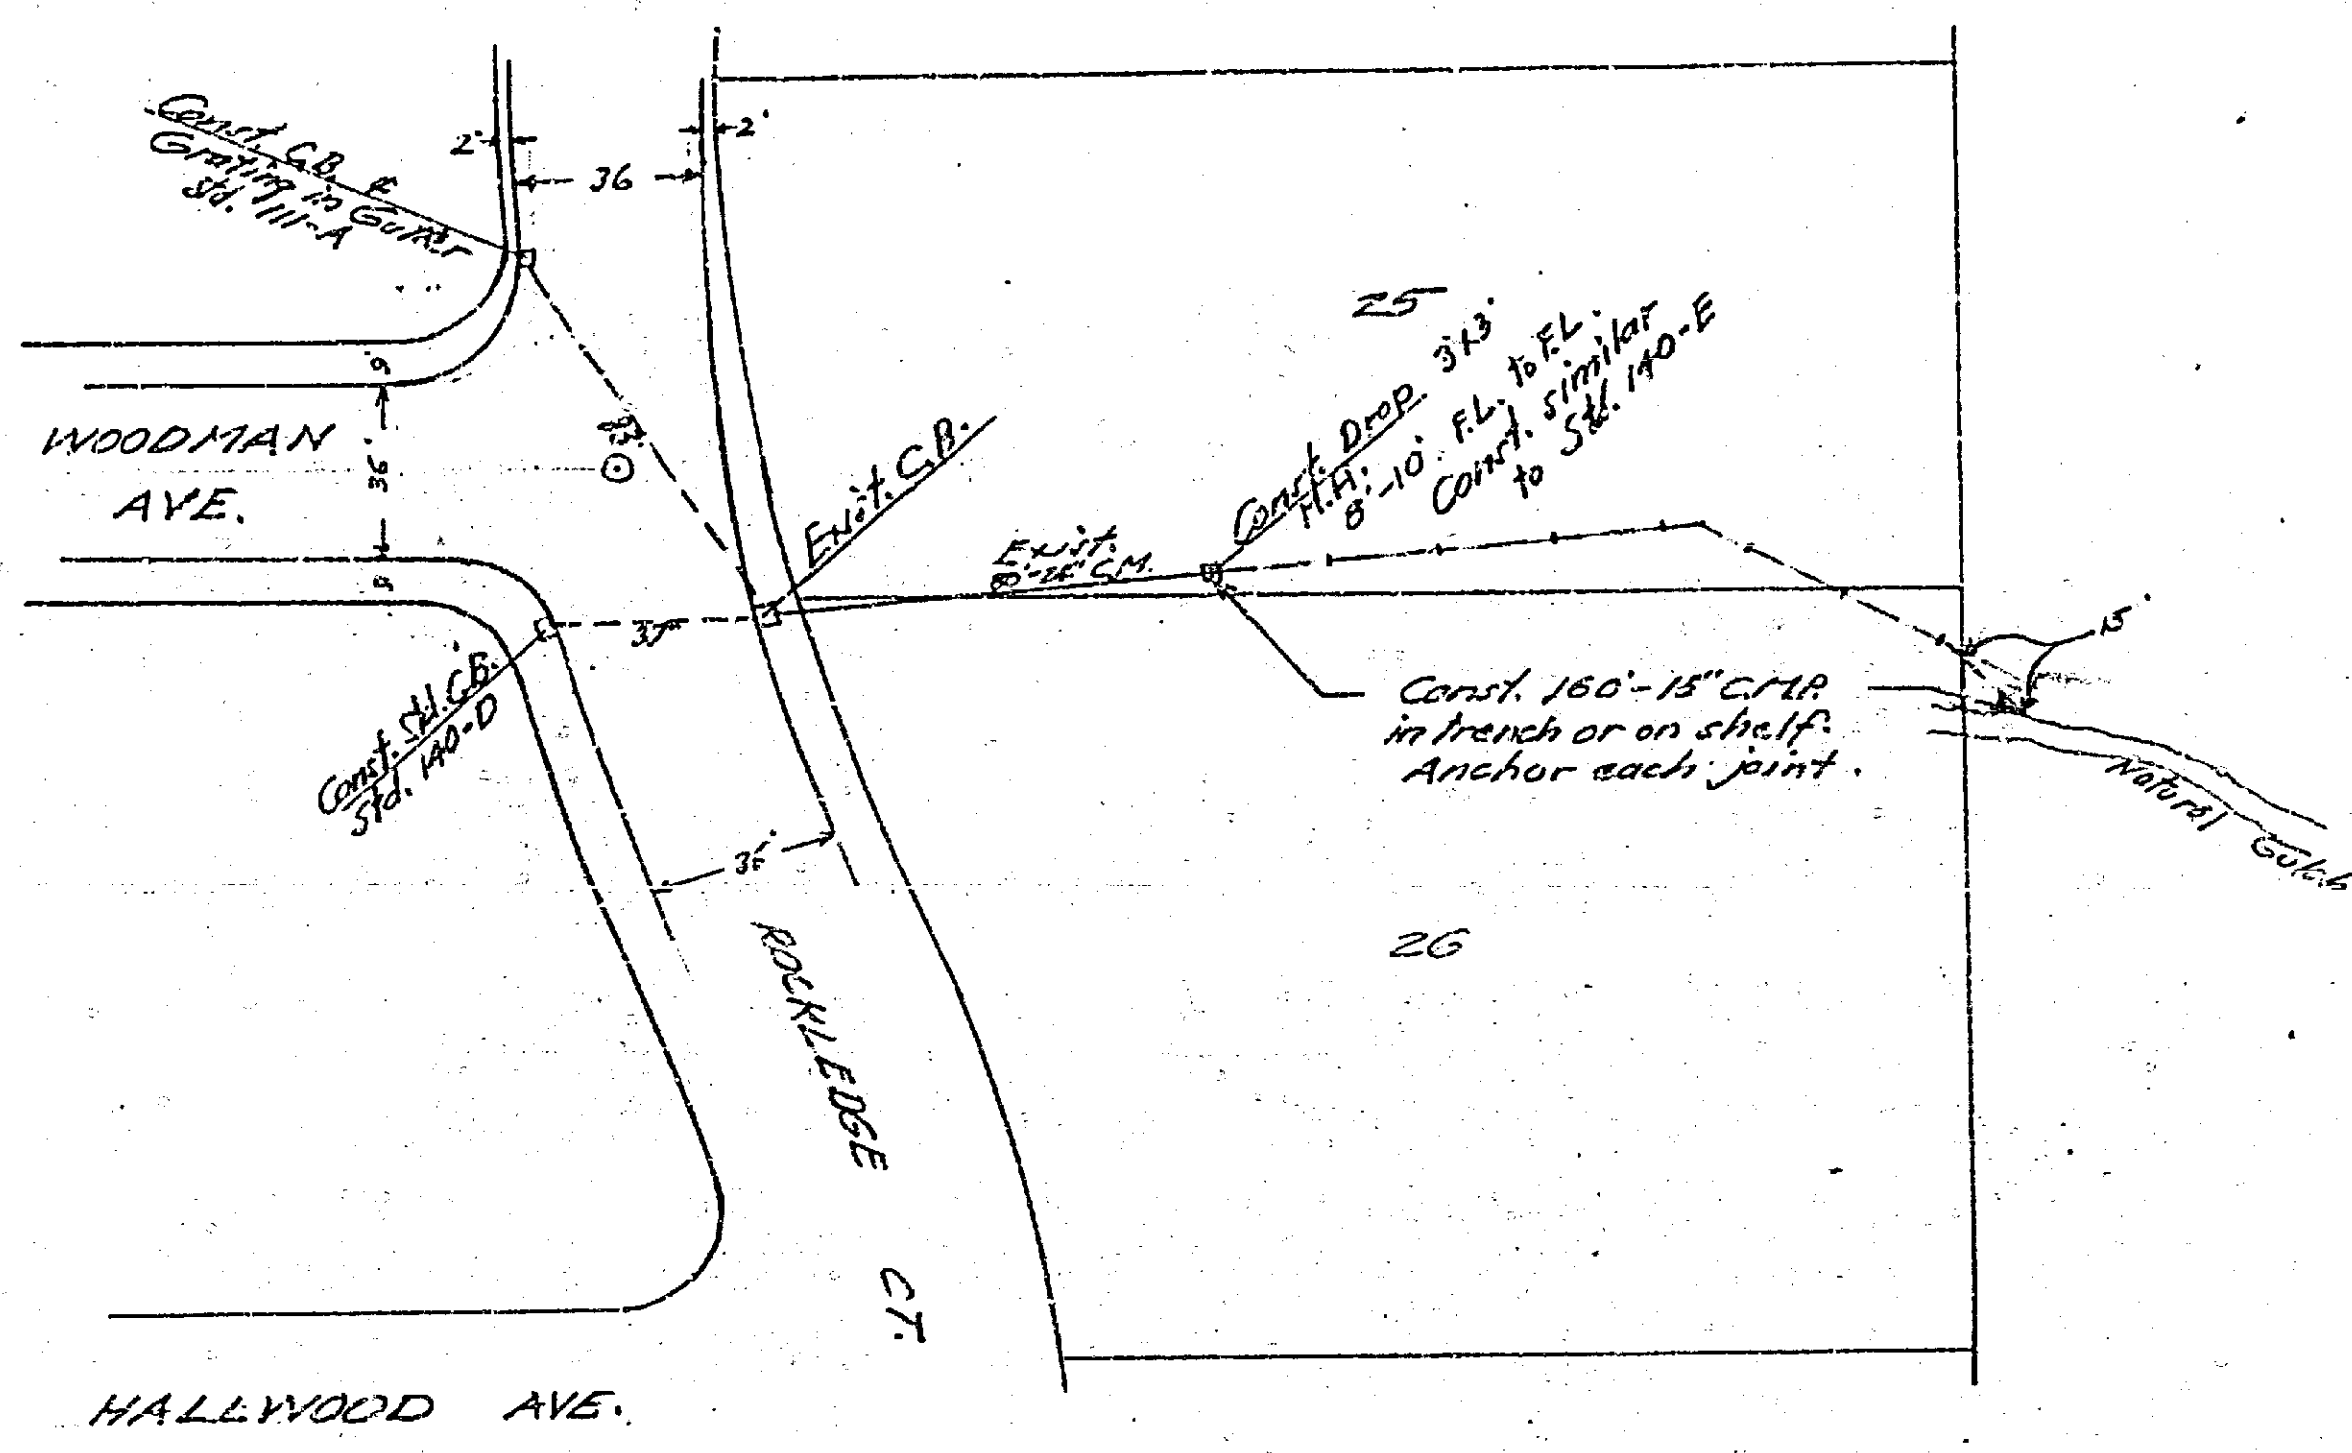 Const. C.B. &
Grating in Gutter
Std. 111-A
2'
36
2'
25
9'
36'
9'
WOODMAN
AVE.
Exist. C.B.
Const. Drop 3'x3'
M.H.
8'-10' F.L. to F.L.
Const. similar
to Std. 140-E
Exist.
C.M.
37'
Const. Std. C.B.
Std. 140-D
15'
Const. 160'-15" C.M.P.
in trench or on shelf.
Anchor each joint.
Natural Gulch
36'
26
ROCKLEDGE CT.
HALLWOOD AVE.